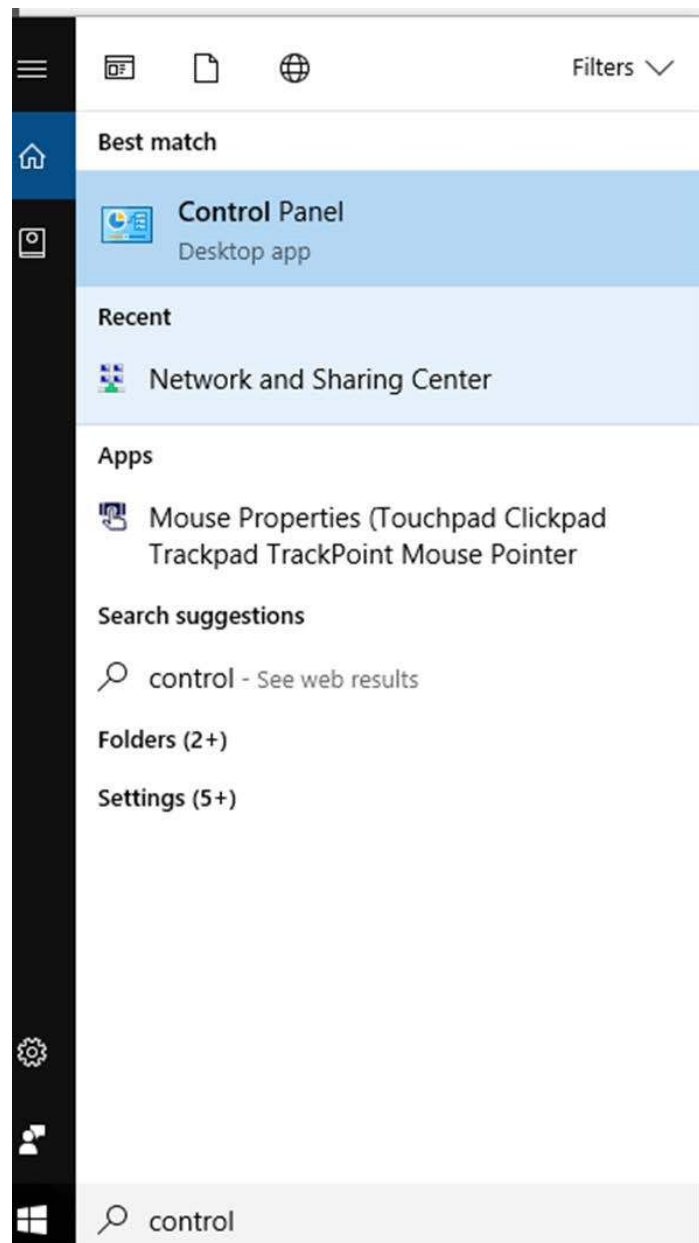 Filters
Best match
Control Panel
Desktop app
Recent
Network and Sharing Center
Apps
Mouse Properties (Touchpad Clickpad
Trackpad TrackPoint Mouse Pointer
Search suggestions
control - See web results
Folders (2+)
Settings (5+)
control